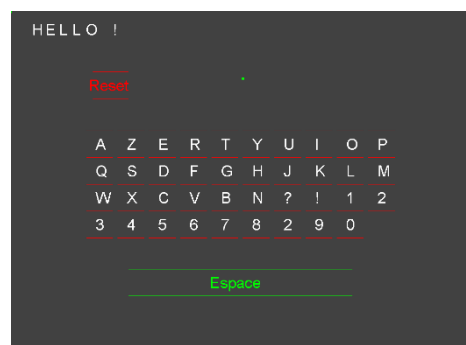 HELLO !
Reset
A Z E R T Y U I O P
Q S D F G H J K L M
W X C V B N ? ! 1 2
3 4 5 6 7 8 2 9 0
Espace